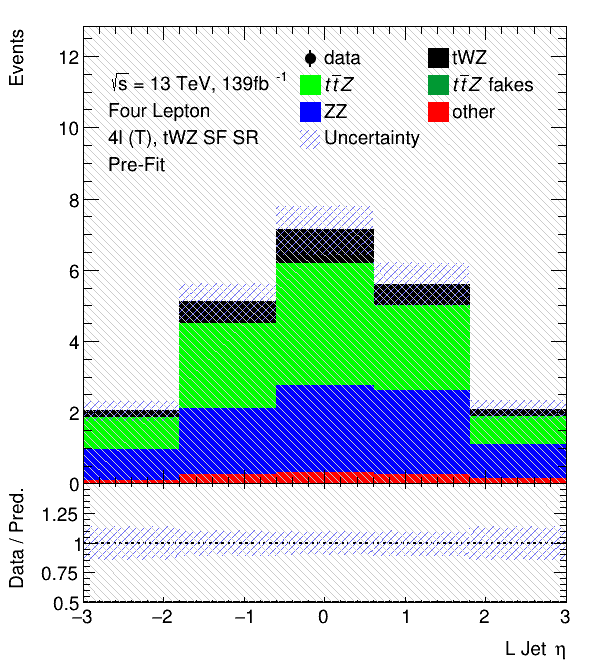 Events
12
10
8
6
4
2
0
√s = 13 TeV, 139fb⁻¹
Four Lepton
4l (T), tWZ SF SR
Pre-Fit
data
tWZ
tt̄Z
tt̄Z fakes
ZZ
other
Uncertainty
Data / Pred.
1.25
1
0.75
0.5
−3 −2 −1 0 1 2 3
L Jet η